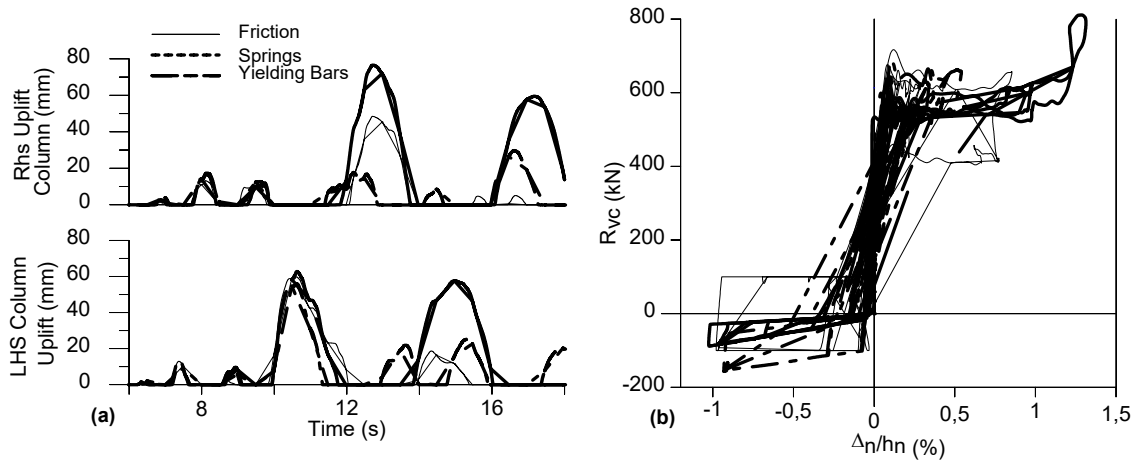 Friction
Springs
Yielding Bars
Rhs Uplift
Column (mm)
80
60
40
20
0
LHS Column
Uplift (mm)
80
60
40
20
0
8
12
16
(a)
Time (s)
Rvc (kN)
800
600
400
200
0
-200
-1
-0,5
0
0,5
1
1,5
(b)
Δn/hn (%)